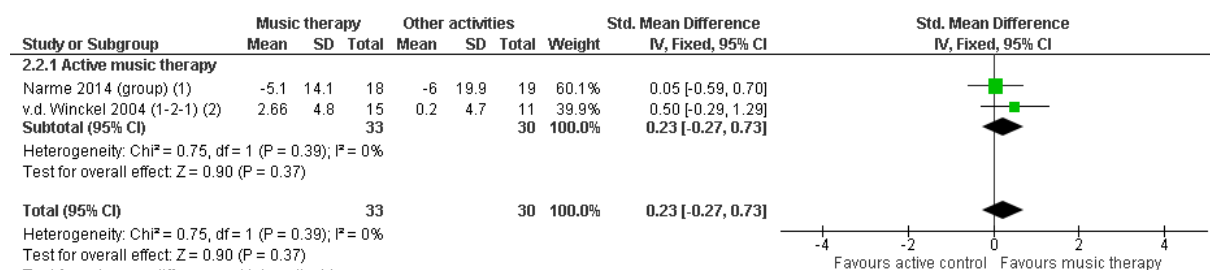 Music therapy Other activities Std. Mean Difference Std. Mean Difference
Study or Subgroup Mean SD Total Mean SD Total Weight IV, Fixed, 95% CI IV, Fixed, 95% CI
2.2.1 Active music therapy
Narme 2014 (group) (1) -5.1 14.1 18 -6 19.9 19 60.1% 0.05 [-0.59, 0.70]
v.d. Winckel 2004 (1-2-1) (2) 2.66 4.8 15 0.2 4.7 11 39.9% 0.50 [-0.29, 1.29]
Subtotal (95% CI) 33 30 100.0% 0.23 [-0.27, 0.73]
Heterogeneity: Chi² = 0.75, df = 1 (P = 0.39); I² = 0%
Test for overall effect: Z = 0.90 (P = 0.37)
Total (95% CI) 33 30 100.0% 0.23 [-0.27, 0.73]
Heterogeneity: Chi² = 0.75, df = 1 (P = 0.39); I² = 0%
-4 -2 0 2 4
Test for overall effect: Z = 0.90 (P = 0.37)
Favours active control Favours music therapy